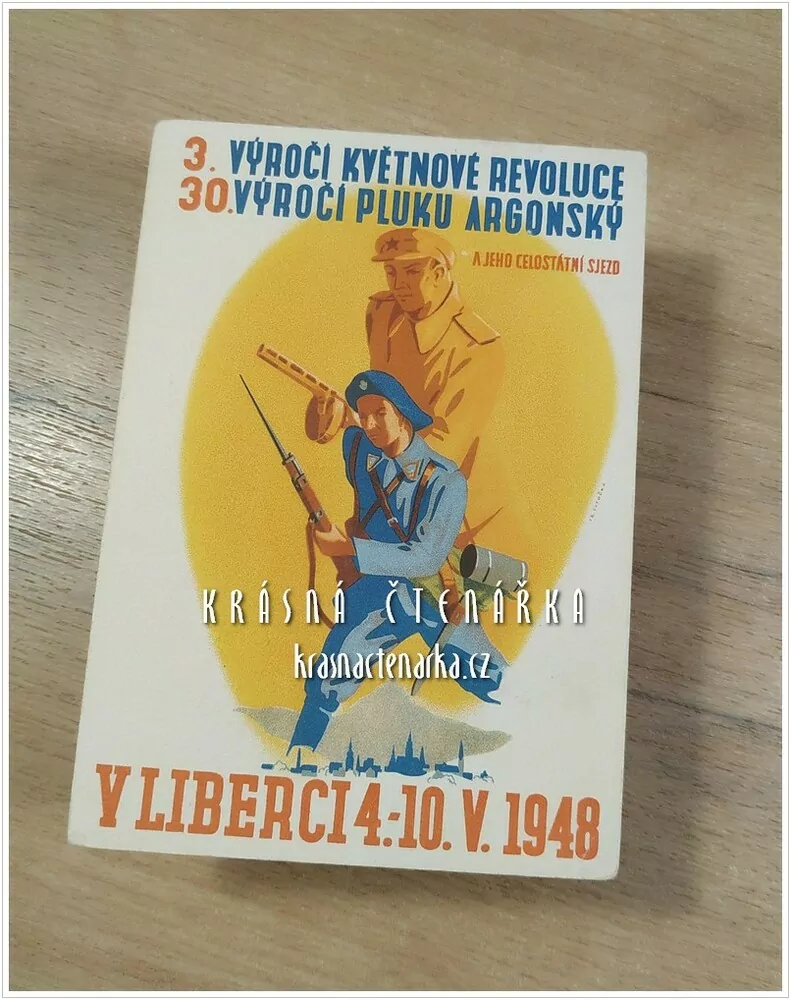 3. VÝROČÍ KVĚTNOVÉ REVOLUCE
30. VÝROČÍ PLUKU ARGONSKÝ
A JEHO CELOSTÁTNÍ SJEZD
KRÁSNÁ ČTENÁŘKA
krasnactenarka.cz
V LIBERCI 4.-10. V. 1948